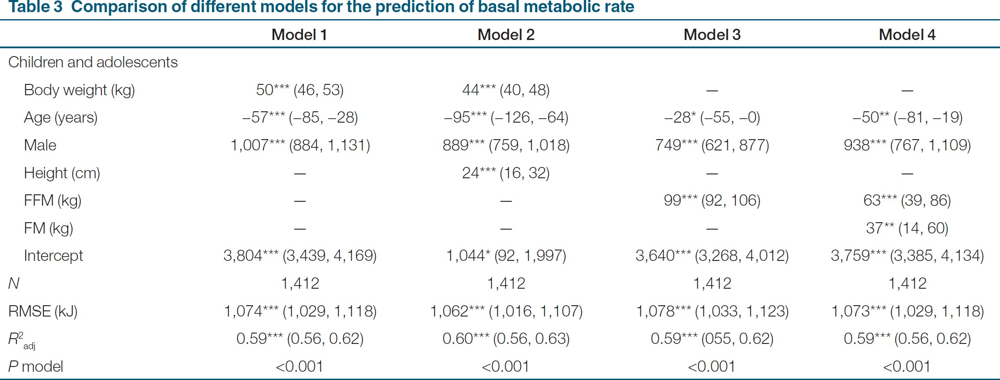 Table 3 Comparison of different models for the prediction of basal metabolic rate
Model 1 Model 2 Model 3 Model 4
Children and adolescents
Body weight (kg) 50*** (46, 53) 44*** (40, 48) — —
Age (years) –57*** (–85, –28) –95*** (–126, –64) –28* (–55, –0) –50** (–81, –19)
Male 1,007*** (884, 1,131) 889*** (759, 1,018) 749*** (621, 877) 938*** (767, 1,109)
Height (cm) — 24*** (16, 32) — —
FFM (kg) — — 99*** (92, 106) 63*** (39, 86)
FM (kg) — — — 37** (14, 60)
Intercept 3,804*** (3,439, 4,169) 1,044* (92, 1,997) 3,640*** (3,268, 4,012) 3,759*** (3,385, 4,134)
N 1,412 1,412 1,412 1,412
RMSE (kJ) 1,074*** (1,029, 1,118) 1,062*** (1,016, 1,107) 1,078*** (1,033, 1,123) 1,073*** (1,029, 1,118)
R²adj 0.59*** (0.56, 0.62) 0.60*** (0.56, 0.63) 0.59*** (055, 0.62) 0.59*** (0.56, 0.62)
P model <0.001 <0.001 <0.001 <0.001